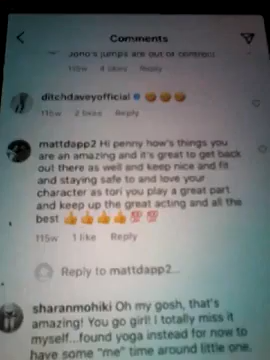 Comments
Jono's jumps are out of control.
115w 4 likes Reply
ditchdaveyofficial
115w 2 likes Reply
mattdapp2 Hi penny how's things you
are an amazing and it's great to get back
out there as well and keep nice and fit
and staying safe to and love your
character as tori you play a great part
and keep up the great acting and all the
best 👍👍👍👍💯💯
115w 1 like Reply
Reply to mattdapp2...
sharanmohiki Oh my gosh, that's
amazing! You go girl! I totally miss it
myself...found yoga instead for now to
have some "me" time around little one.